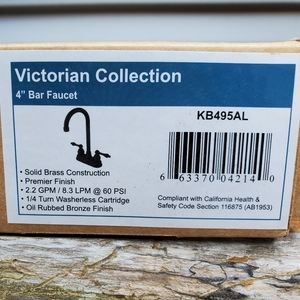 Victorian Collection
4" Bar Faucet
KB495AL
• Solid Brass Construction
• Premier Finish
• 2.2 GPM / 8.3 LPM @ 60 PSI
• 1/4 Turn Washerless Cartridge
• Oil Rubbed Bronze Finish
6 63370 04214 0
Compliant with California Health &
Safety Code Section 116875 (AB1953)